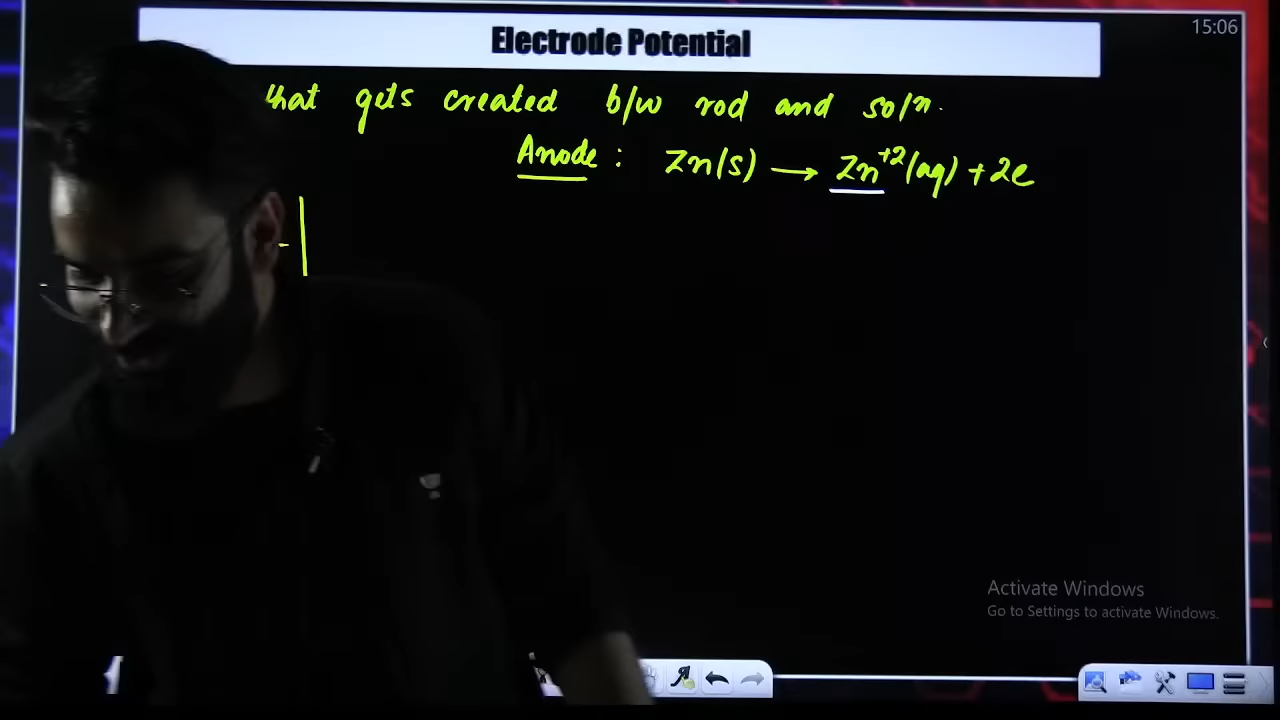 Electrode Potential
15:06
that gets created b/w rod and sol/n.
Anode : Zn(s) → Zn⁺²(aq) + 2e
Activate Windows
Go to Settings to activate Windows.